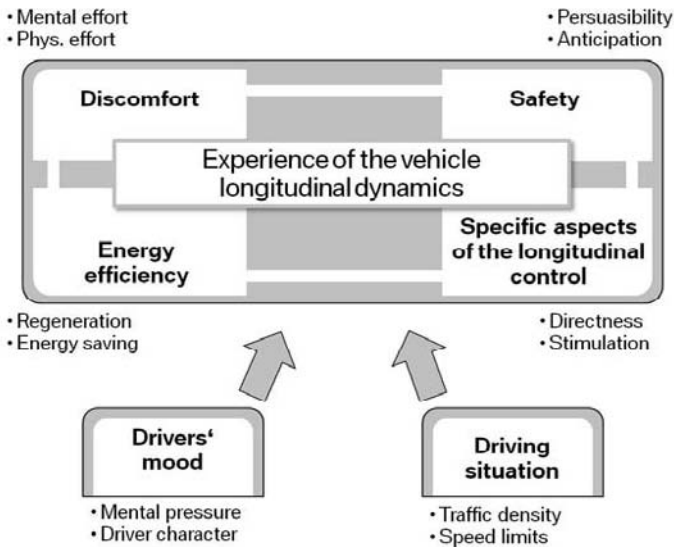 • Mental effort
• Phys. effort
• Persuasibility
• Anticipation
Discomfort
Safety
Experience of the vehicle
longitudinal dynamics
Energy
efficiency
Specific aspects
of the longitudinal
control
• Regeneration
• Energy saving
• Directness
• Stimulation
Drivers‘
mood
Driving
situation
• Mental pressure
• Driver character
• Traffic density
• Speed limits